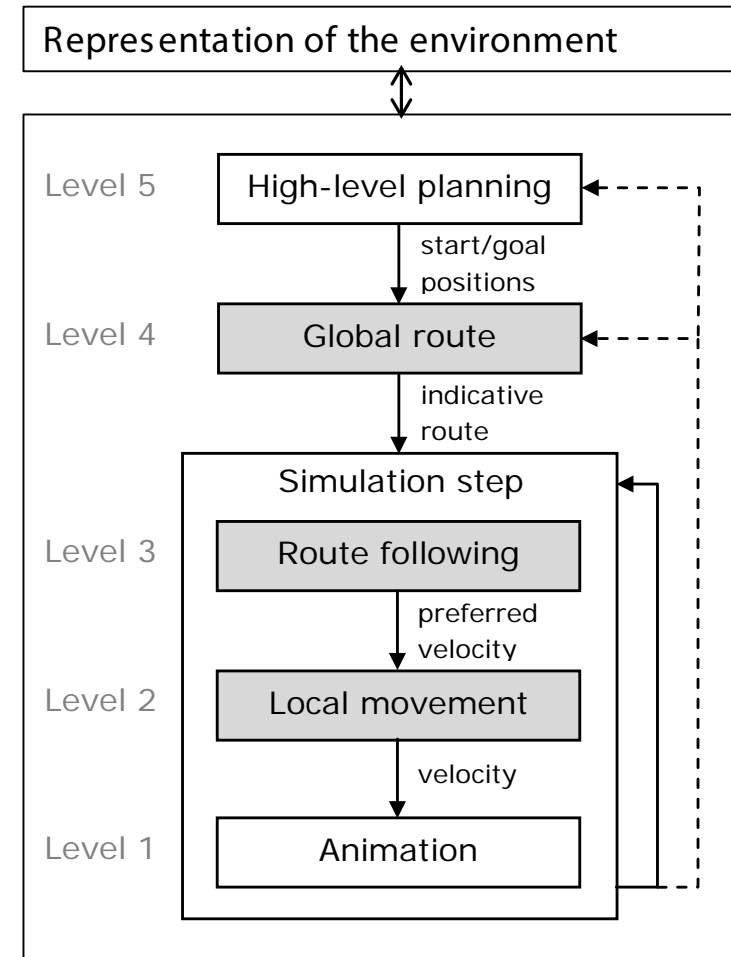 Representation of the environment
Level 5
High-level planning
start/goal
positions
Level 4
Global route
indicative
route
Simulation step
Level 3
Route following
preferred
velocity
Level 2
Local movement
velocity
Level 1
Animation